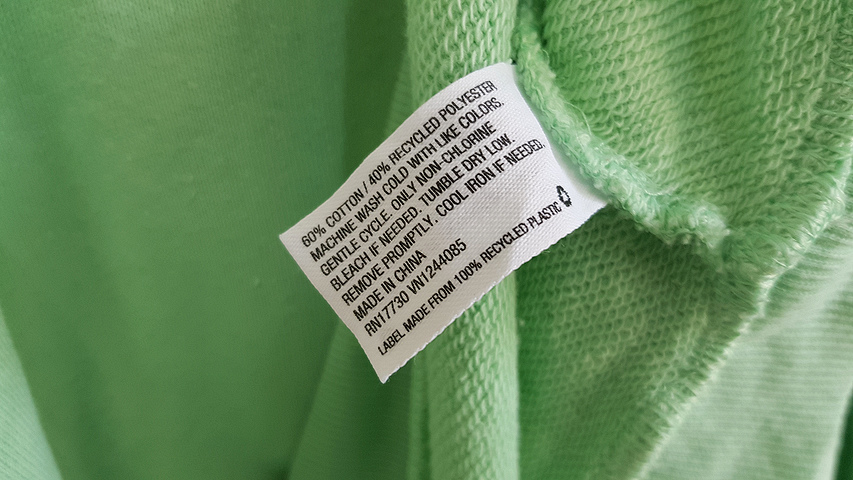 60% COTTON / 40% RECYCLED POLYESTER
MACHINE WASH COLD WITH LIKE COLORS.
GENTLE CYCLE. ONLY NON-CHLORINE
BLEACH IF NEEDED. TUMBLE DRY LOW.
REMOVE PROMPTLY. COOL IRON IF NEEDED.
MADE IN CHINA
RN17730 VN1244085
LABEL MADE FROM 100% RECYCLED PLASTIC